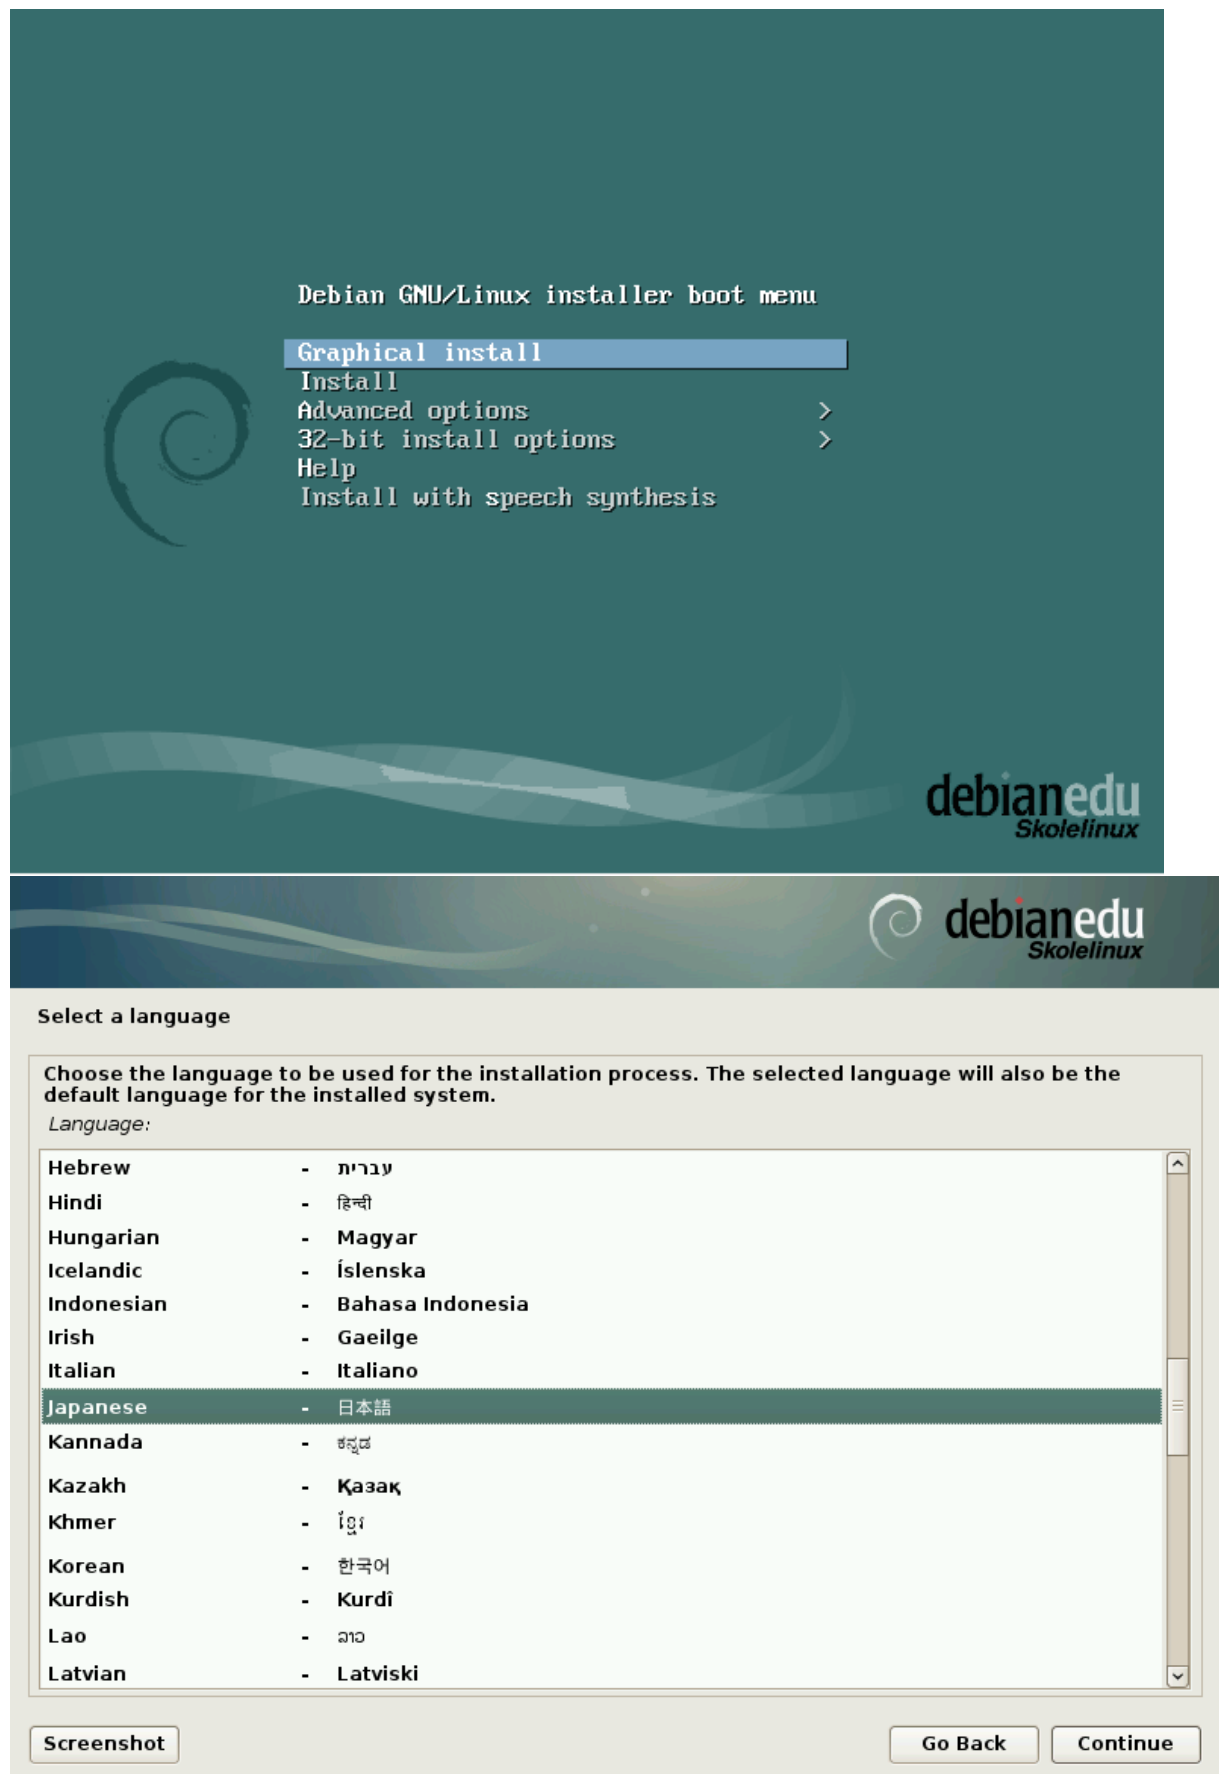 Debian GNU/Linux installer boot menu
Graphical install
Install
Advanced options >
32-bit install options >
Help
Install with speech synthesis
debianedu
Skolelinux
debianedu
Skolelinux
Select a language
Choose the language to be used for the installation process. The selected language will also be the
default language for the installed system.
Language:
Hebrew - עברית
Hindi - हिन्दी
Hungarian - Magyar
Icelandic - Íslenska
Indonesian - Bahasa Indonesia
Irish - Gaeilge
Italian - Italiano
Japanese - 日本語
Kannada - ಕನ್ನಡ
Kazakh - Қазақ
Khmer - ខ្មែរ
Korean - 한국어
Kurdish - Kurdî
Lao - ລາວ
Latvian - Latviski
Screenshot Go Back Continue